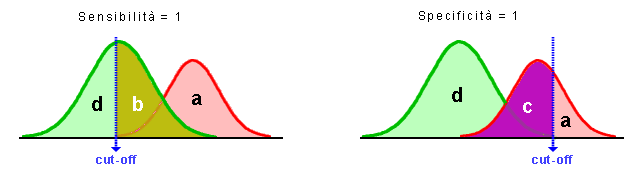 Sensibilità = 1
d b a
cut-off
Specificità = 1
d c a
cut-off